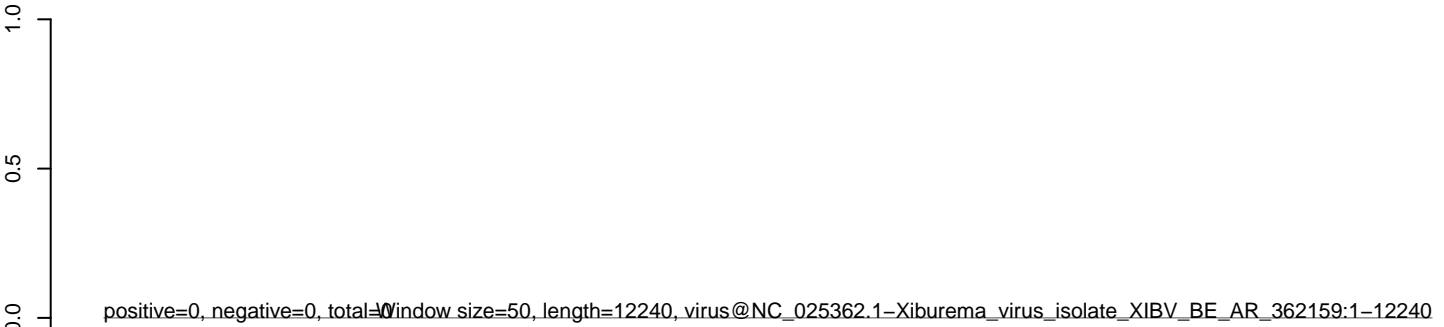 1.0
0.5
0.0
positive=0, negative=0, total=0
Window size=50, length=12240, virus@NC_025362.1−Xiburema_virus_isolate_XIBV_BE_AR_362159:1−12240